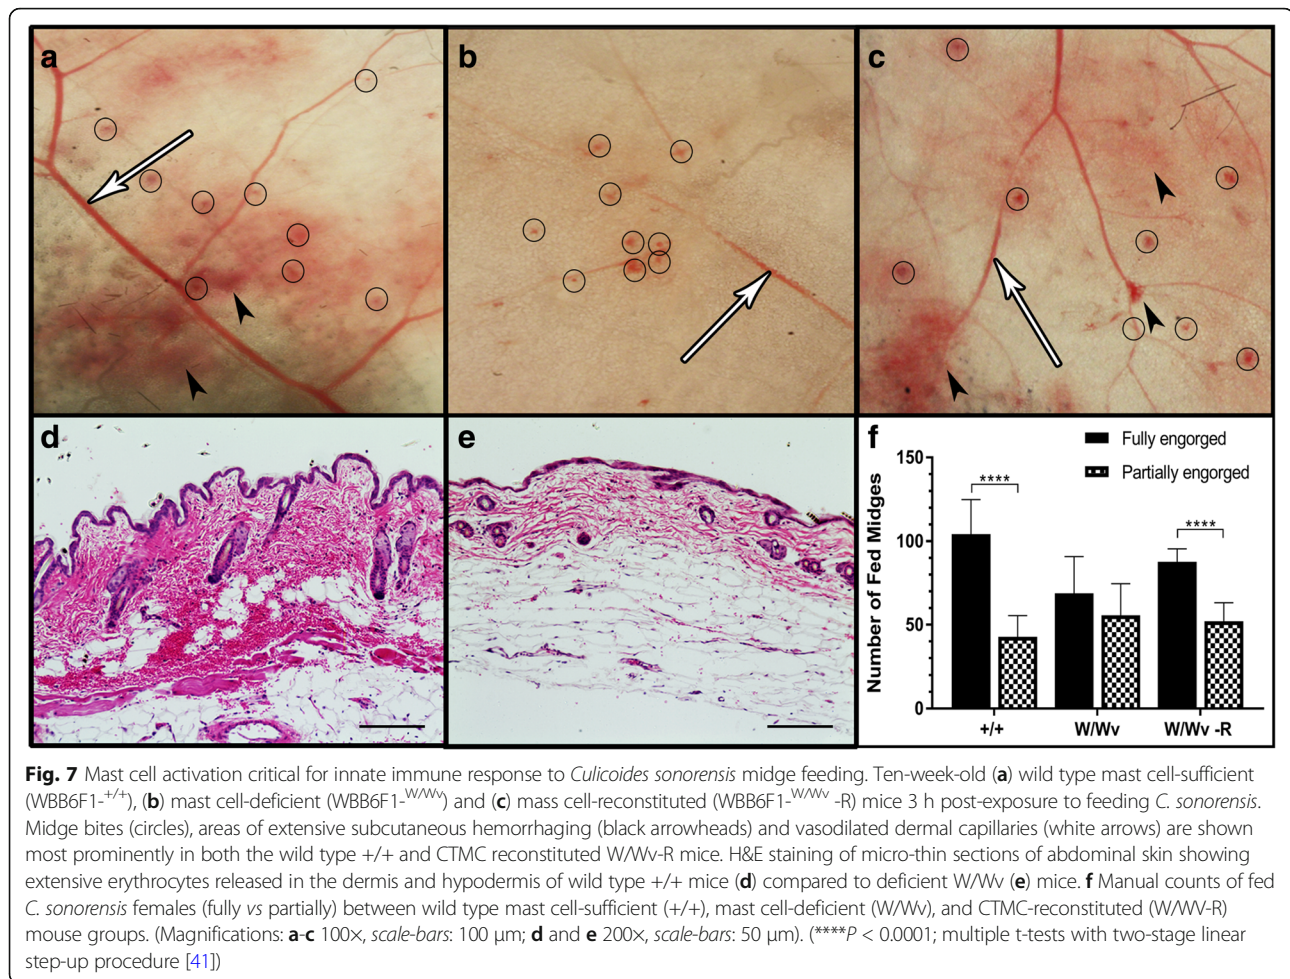 a
b
c
d
e
f
Fully engorged
Partially engorged
Number of Fed Midges
150
100
50
0
****
****
+/+
W/Wv
W/Wv -R
Fig. 7 Mast cell activation critical for innate immune response to Culicoides sonorensis midge feeding. Ten-week-old (a) wild type mast cell-sufficient
(WBB6F1-+/+), (b) mast cell-deficient (WBB6F1-W/Wv) and (c) mass cell-reconstituted (WBB6F1-W/Wv -R) mice 3 h post-exposure to feeding C. sonorensis.
Midge bites (circles), areas of extensive subcutaneous hemorrhaging (black arrowheads) and vasodilated dermal capillaries (white arrows) are shown
most prominently in both the wild type +/+ and CTMC reconstituted W/Wv-R mice. H&E staining of micro-thin sections of abdominal skin showing
extensive erythrocytes released in the dermis and hypodermis of wild type +/+ mice (d) compared to deficient W/Wv (e) mice. f Manual counts of fed
C. sonorensis females (fully vs partially) between wild type mast cell-sufficient (+/+), mast cell-deficient (W/Wv), and CTMC-reconstituted (W/WV-R)
mouse groups. (Magnifications: a-c 100×, scale-bars: 100 μm; d and e 200×, scale-bars: 50 μm). (****P < 0.0001; multiple t-tests with two-stage linear
step-up procedure [41])